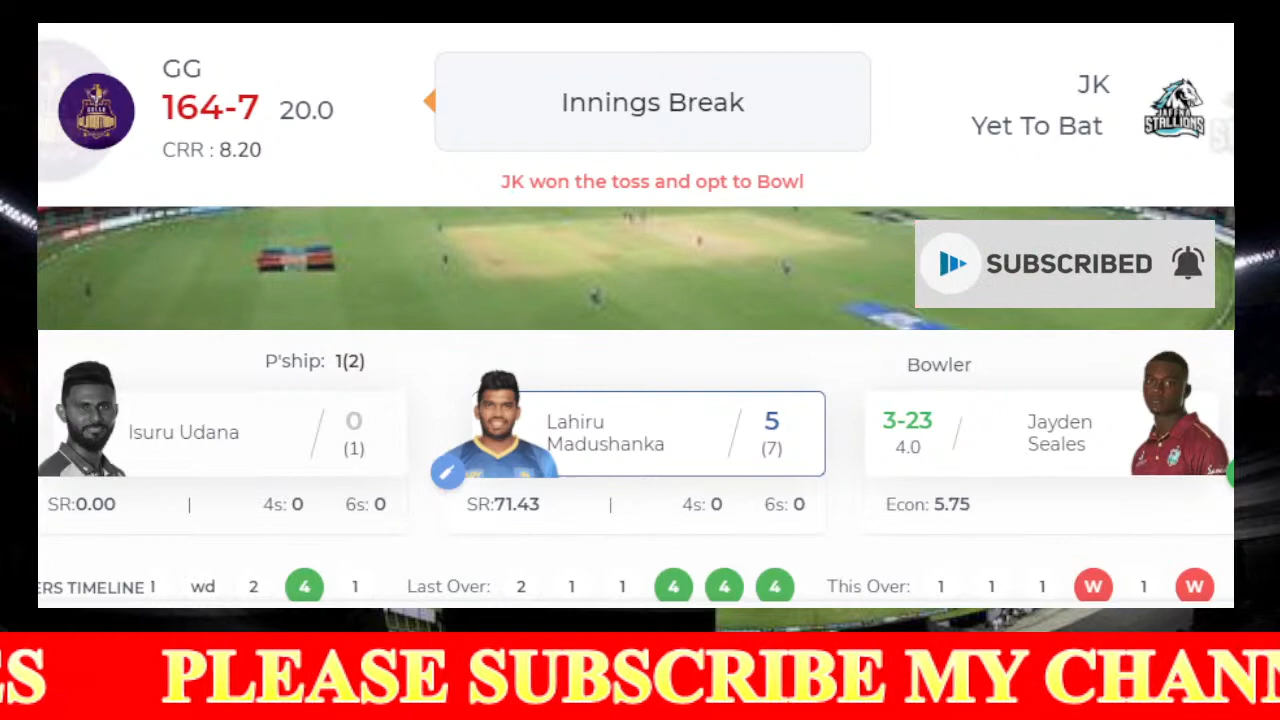 GG
164-7 20.0
CRR : 8.20
Innings Break
JK won the toss and opt to Bowl
JK
Yet To Bat
JAFFNA
STALLIONS
SUBSCRIBED
P'ship: 1(2)
Isuru Udana 0
(1)
SR:0.00 | 4s: 0 6s: 0
Lahiru
Madushanka
5
(7)
SR:71.43 | 4s: 0 6s: 0
Bowler
3-23
4.0
Jayden
Seales
Econ: 5.75
ERS TIMELINE 1 wd 2 4 1 Last Over: 2 1 1 4 4 4 This Over: 1 1 1 W 1 W
ES PLEASE SUBSCRIBE MY CHANN